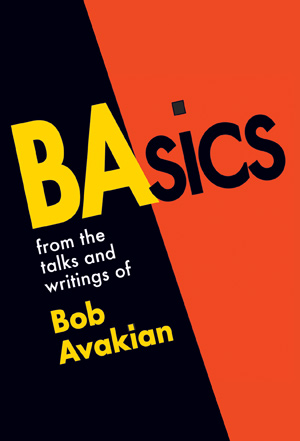 BAsics
from the
talks and
writings of
Bob
Avakian